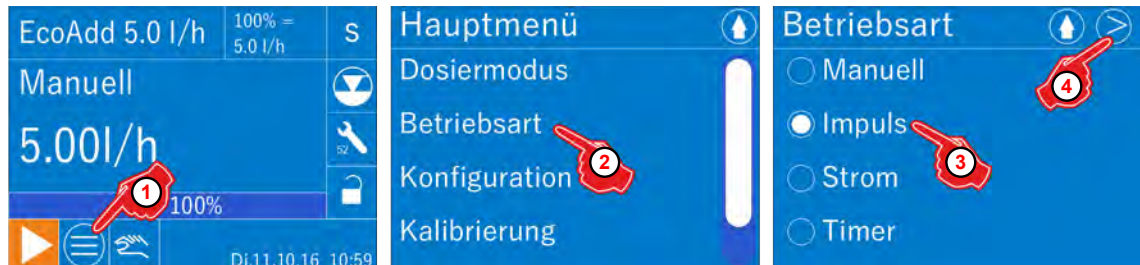 EcoAdd 5.0 l/h
100% =
5.0 l/h
S
Manuell
5.00l/h
52
1
100%
Di.11.10.16 10:59
Hauptmenü
Dosiermodus
Betriebsart
2
Konfiguration
Kalibrierung
Betriebsart
4
Manuell
Impuls
3
Strom
Timer